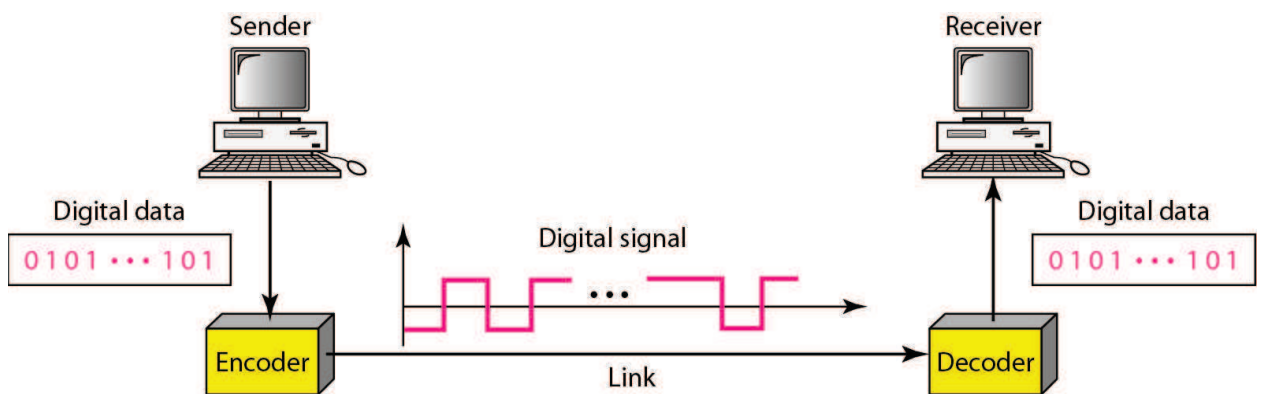 Sender
Receiver
Digital data
0101 ••• 101
Digital signal
•••
Digital data
0101 ••• 101
Encoder
Link
Decoder